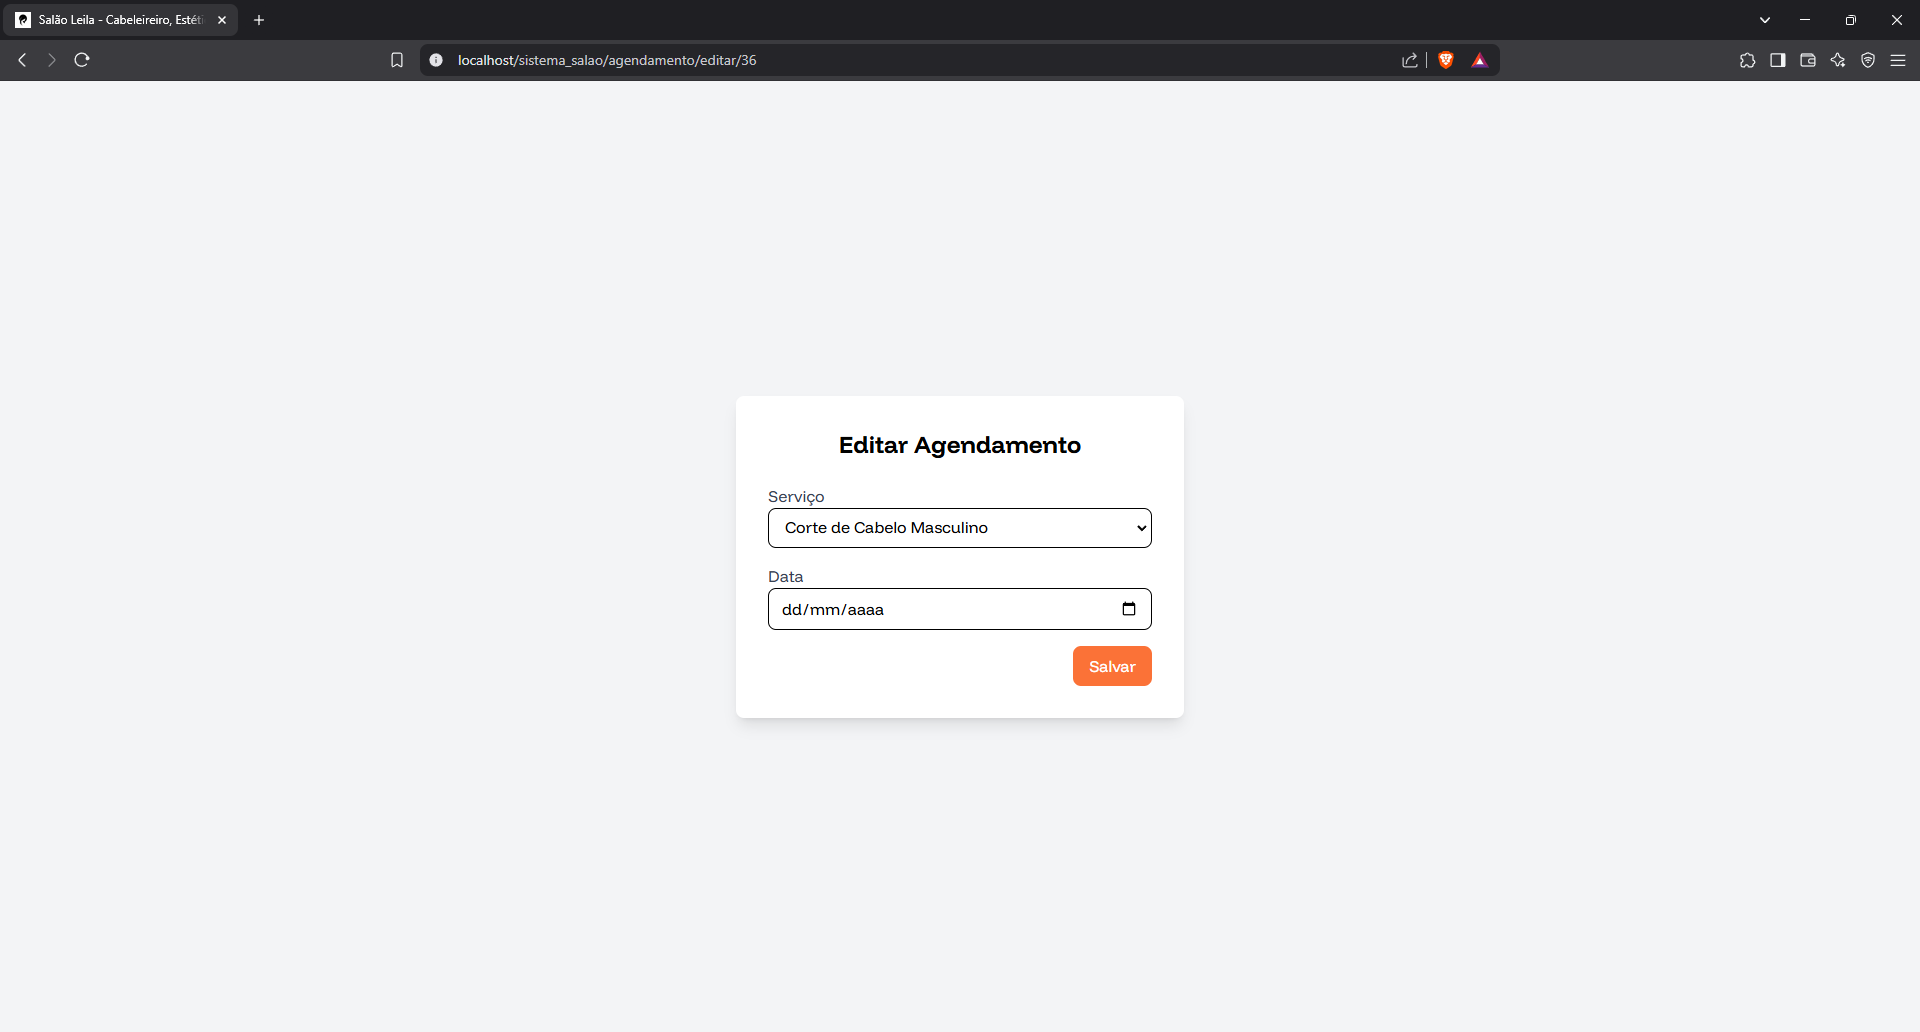 Salão Leila - Cabeleireiro, Estéti
localhost/sistema_salao/agendamento/editar/36
Editar Agendamento
Serviço
Corte de Cabelo Masculino
Data
dd/mm/aaaa
Salvar